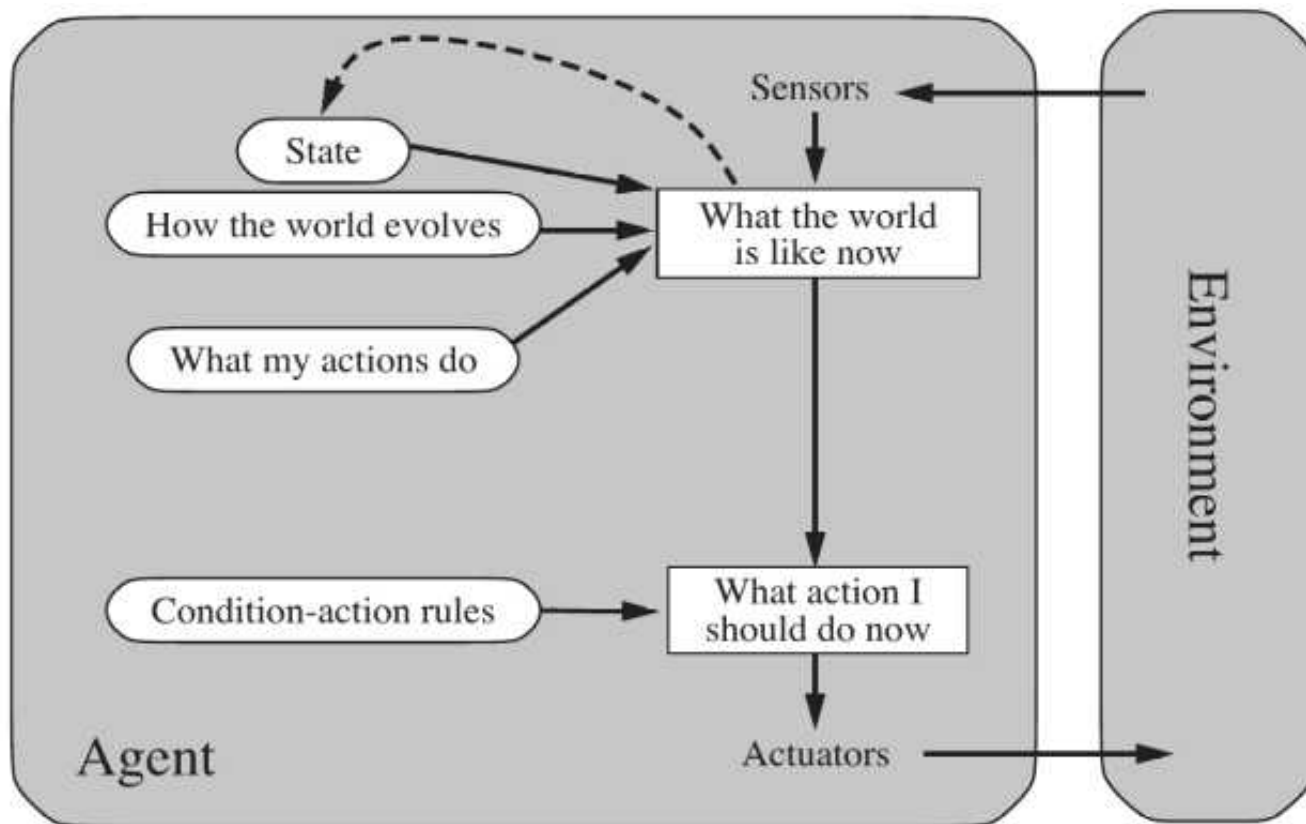 Sensors
State
How the world evolves
What the world
is like now
What my actions do
Condition-action rules
What action I
should do now
Agent
Actuators
Environment